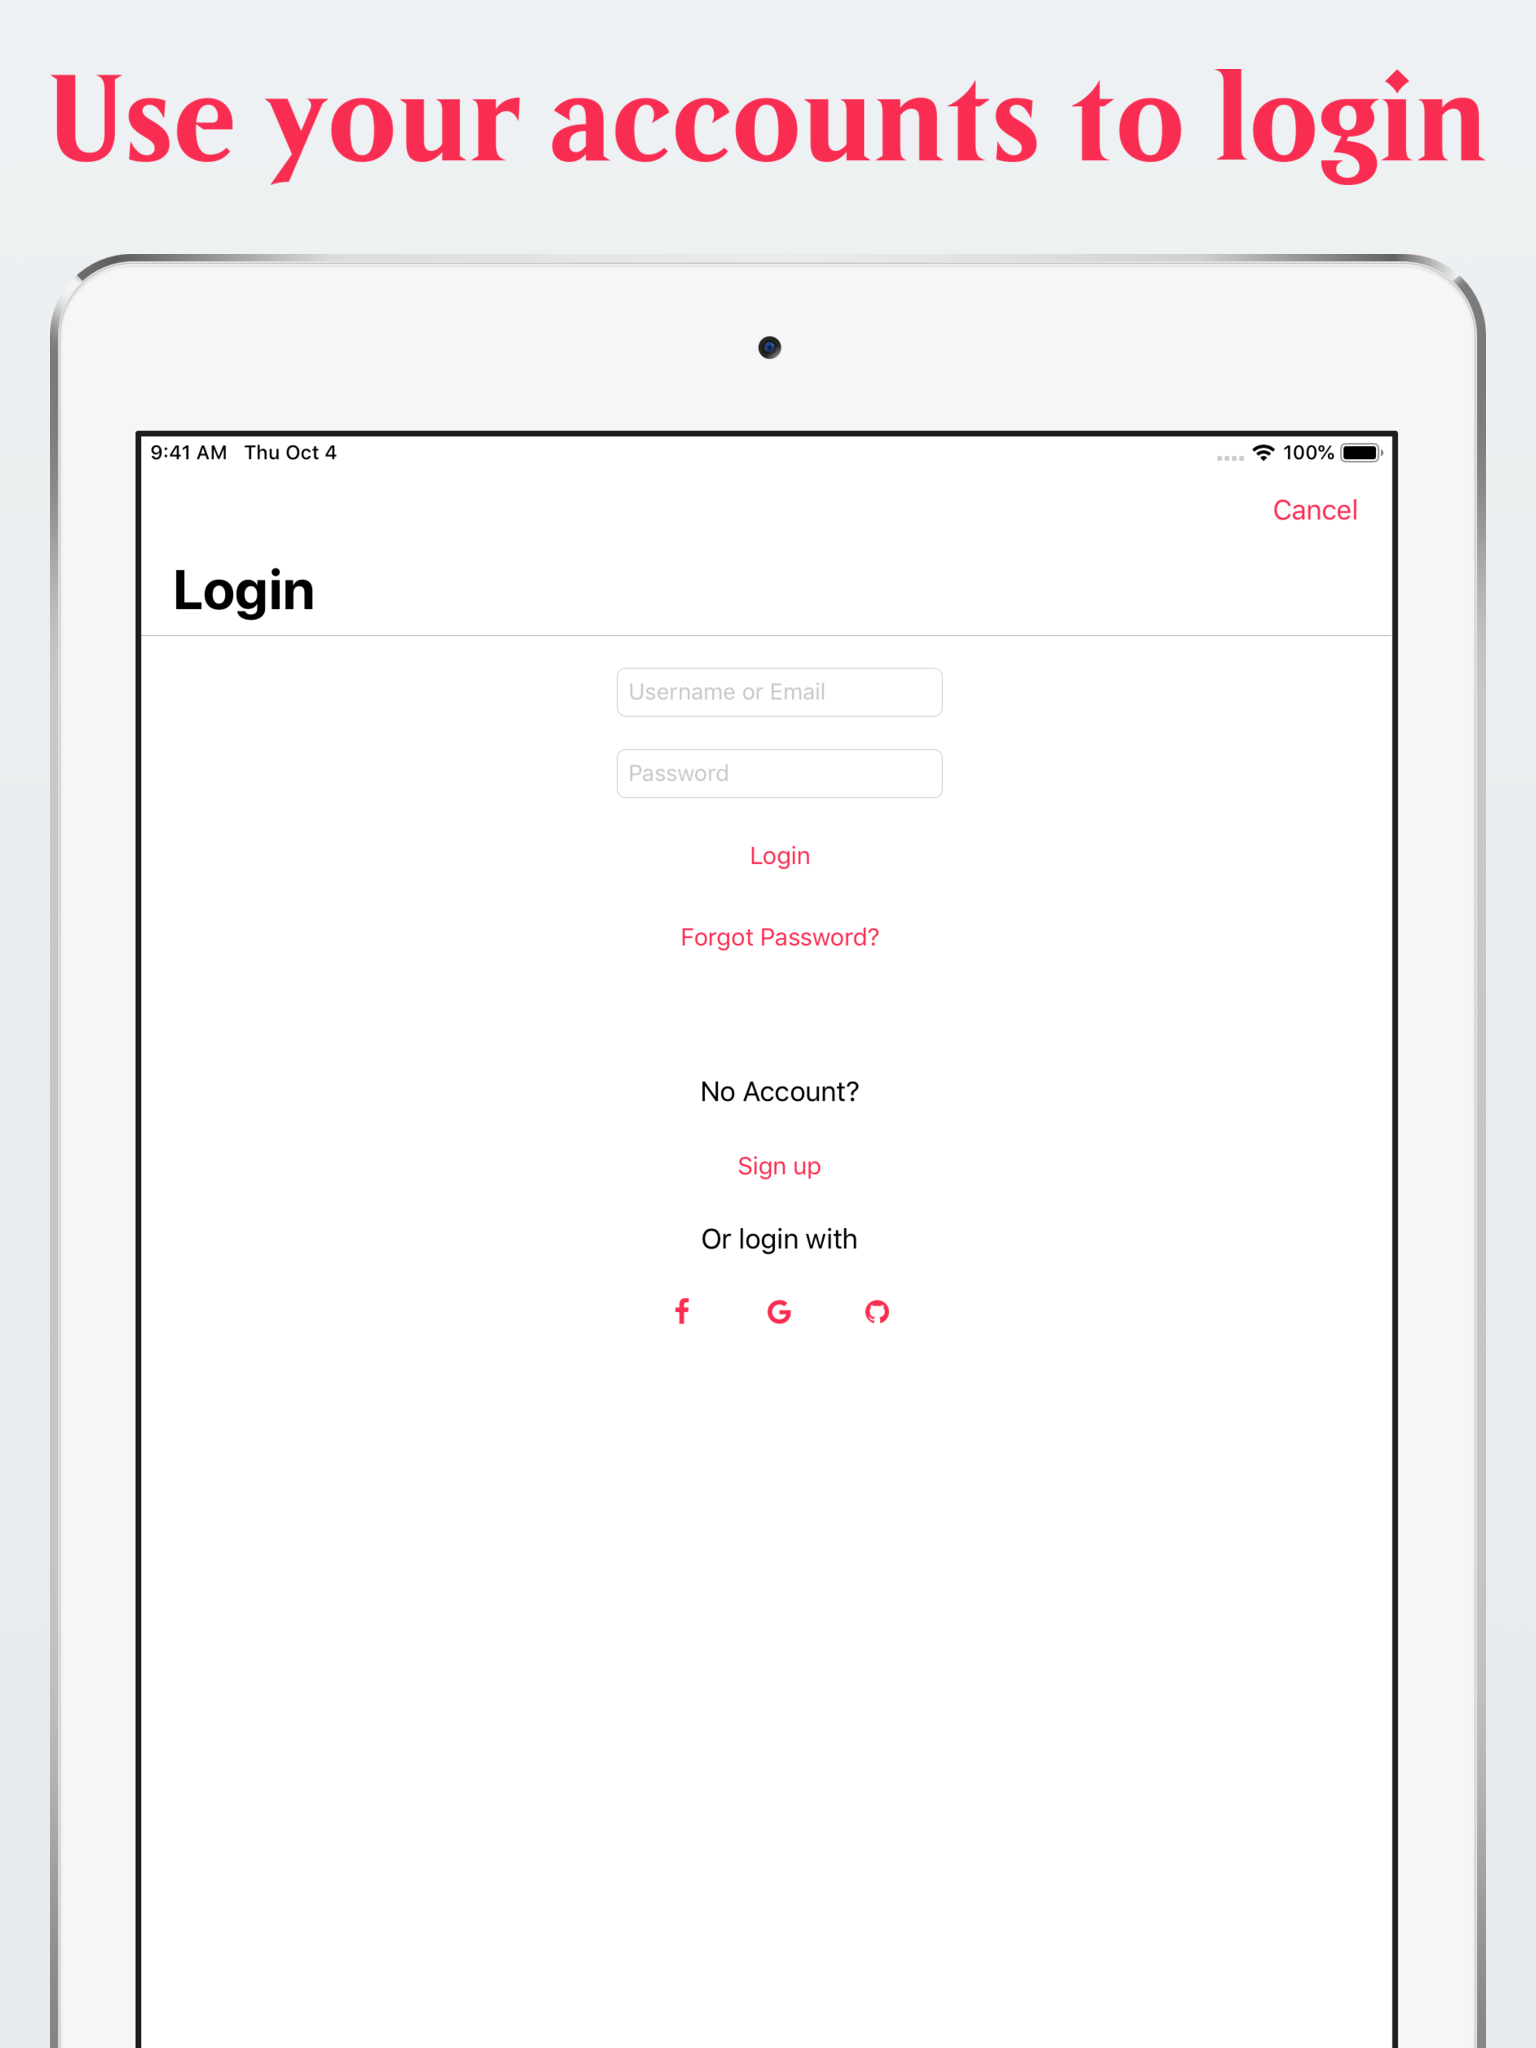 Use your accounts to login
9:41 AM Thu Oct 4
100%
Cancel
Login
Username or Email
Password
Login
Forgot Password?
No Account?
Sign up
Or login with